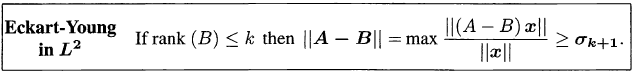 Eckart-Young in L² If rank (B) ≤ k then ||A − B|| = max ||(A − B) x|| / ||x|| ≥ σₖ₊₁.